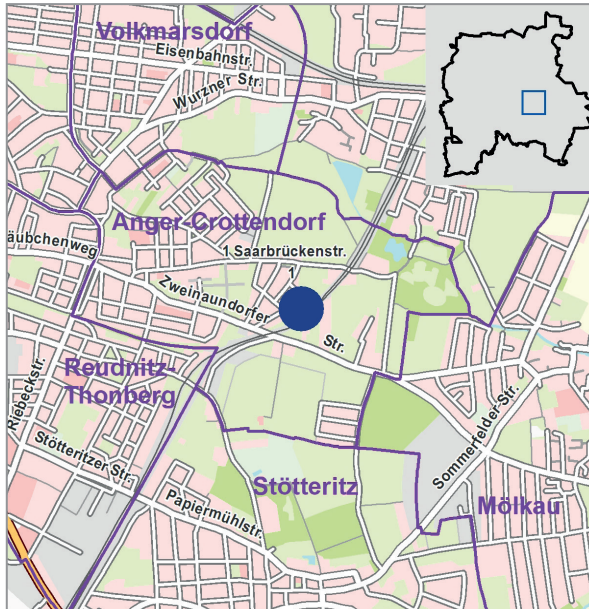 Volkmarsdorf
Eisenbahnstr.
Wurzner Str.
Anger-Crottendorf
äubchenweg
1 Saarbrückenstr.
1
Zweinaundorfer
Str.
Reudnitz-
Thonberg
Riebeckstr.
Stötteritzer Str.
Sommerfelder-Str.
Stötteritz
Mölkau
Papiermühlstr.